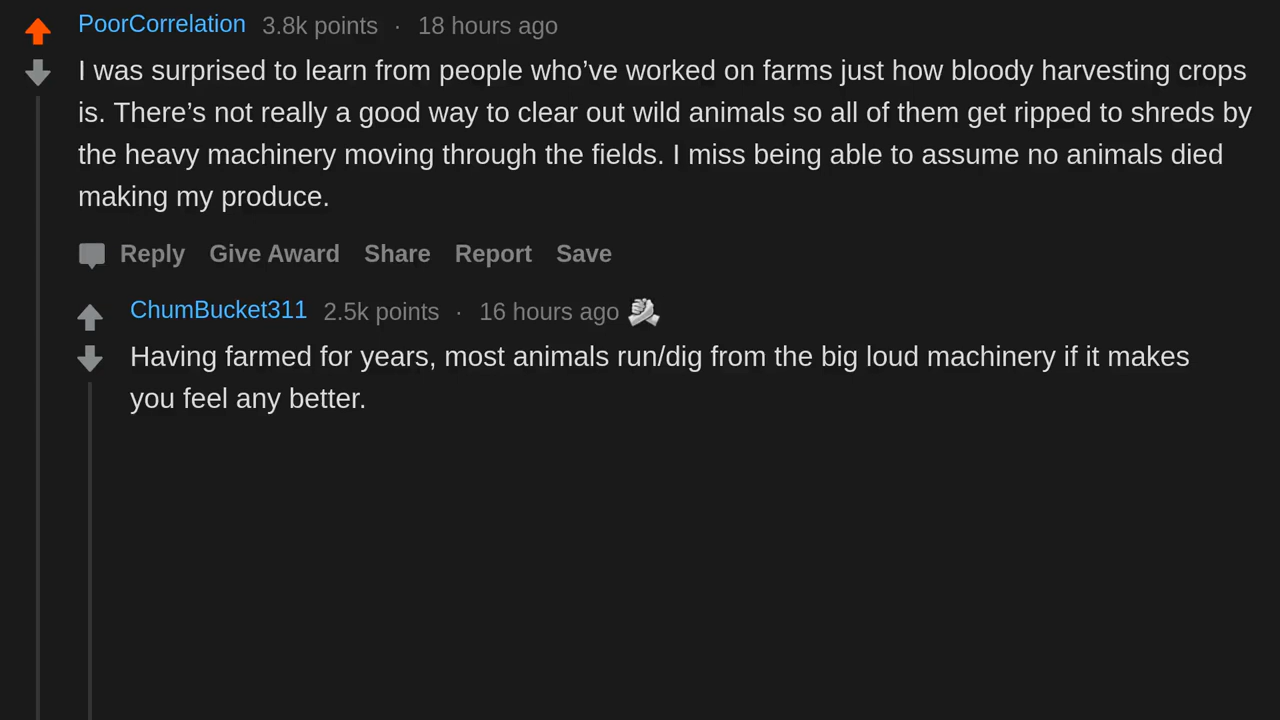 PoorCorrelation 3.8k points · 18 hours ago
I was surprised to learn from people who’ve worked on farms just how bloody harvesting crops
is. There’s not really a good way to clear out wild animals so all of them get ripped to shreds by
the heavy machinery moving through the fields. I miss being able to assume no animals died
making my produce.
Reply Give Award Share Report Save
ChumBucket311 2.5k points · 16 hours ago
Having farmed for years, most animals run/dig from the big loud machinery if it makes
you feel any better.